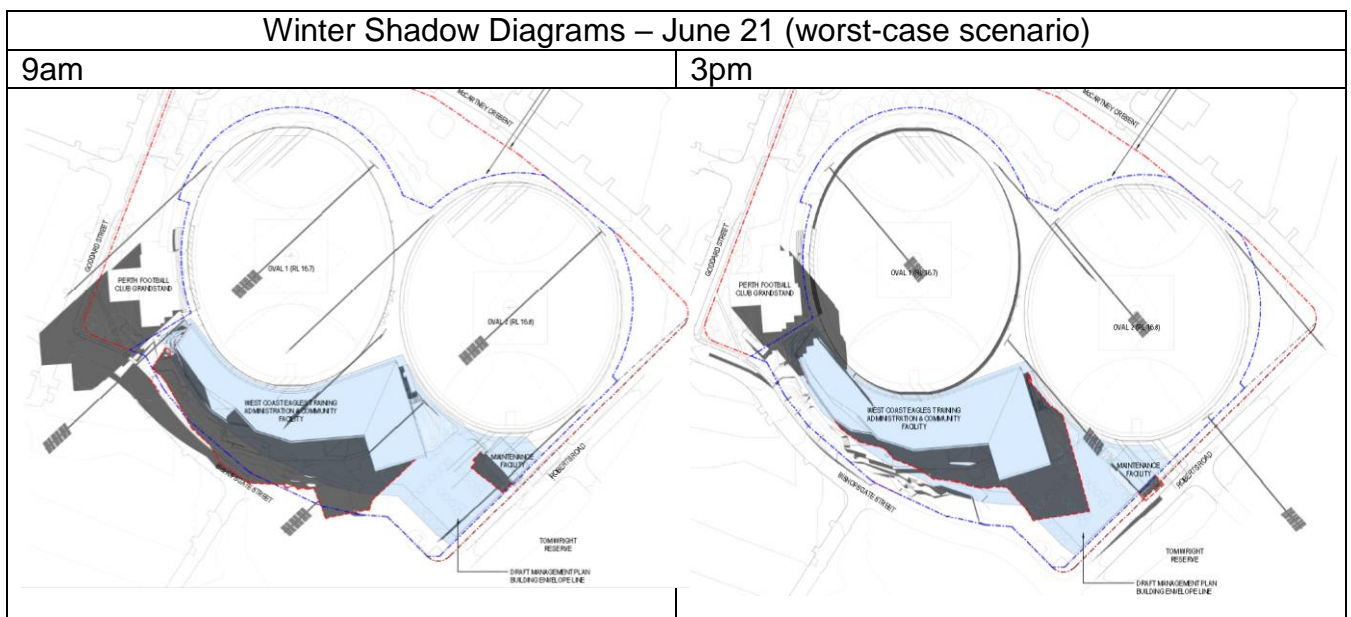 Winter Shadow Diagrams – June 21 (worst-case scenario)
9am
3pm
McCARTNEY CRESENT
GODDARD STREET
PERTH FOOTBALL
CLUB GRANDSTAND
OVAL 1 (RL 16.7)
OVAL 2 (RL 16.6)
WEST COAST EAGLES TRAINING
ADMINISTRATION & COMMUNITY
FACILITY
MAINTENANCE
FACILITY
ROBERTS ROAD
BISHOPSGATE STREET
TOM WRIGHT
RESERVE
DRAFT MANAGEMENT PLAN
BUILDING ENVELOPE LINE
McCARTNEY CRESENT
GODDARD STREET
PERTH FOOTBALL
CLUB GRANDSTAND
OVAL 1 (RL 16.7)
OVAL 2 (RL 16.6)
WEST COAST EAGLES TRAINING
ADMINISTRATION & COMMUNITY
FACILITY
MAINTENANCE
FACILITY
ROBERTS ROAD
BISHOPSGATE STREET
TOM WRIGHT
RESERVE
DRAFT MANAGEMENT PLAN
BUILDING ENVELOPE LINE